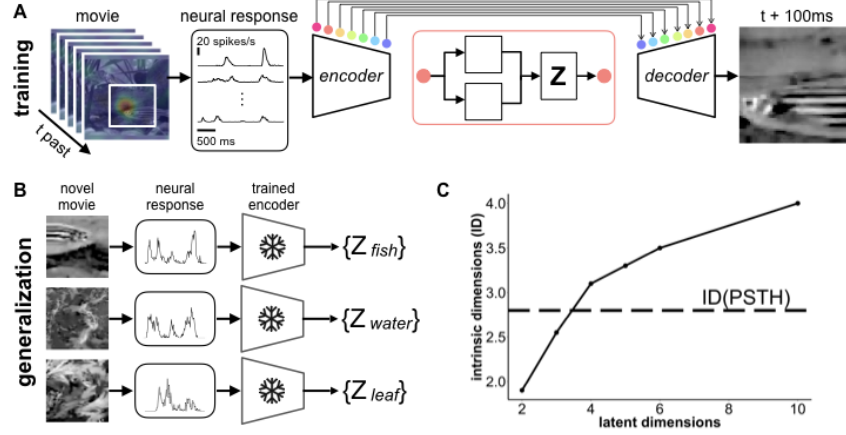 A
movie
neural response
t + 100ms
training
20 spikes/s
500 ms
t past
encoder
Z
decoder
B
generalization
novel
movie
neural
response
trained
encoder
{Z fish}
{Z water}
{Z leaf}
C
intrinsic dimensions (ID)
4.0
3.5
3.0
2.5
2.0
ID(PSTH)
2
4
6
8
10
latent dimensions